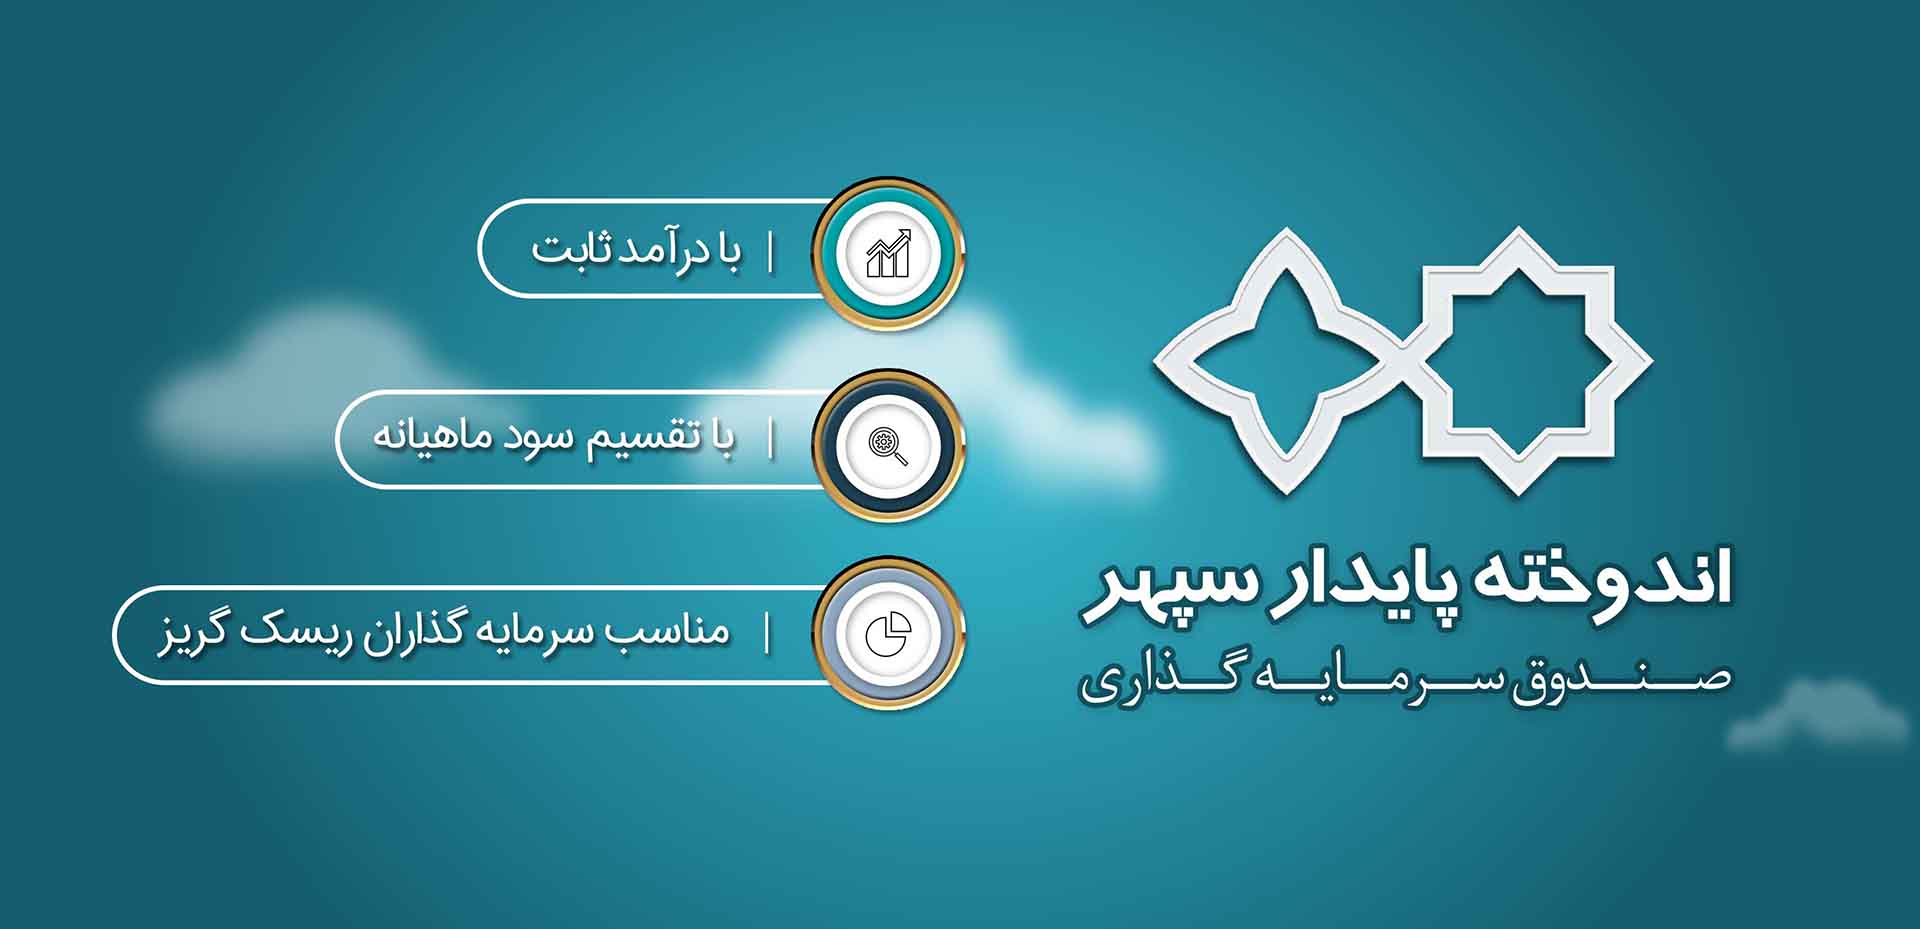 اندوخته پایدار سپهر
صندوق سرمایه گذاری
با درآمد ثابت
با تقسیم سود ماهیانه
مناسب سرمایه گذاران ریسک گریز